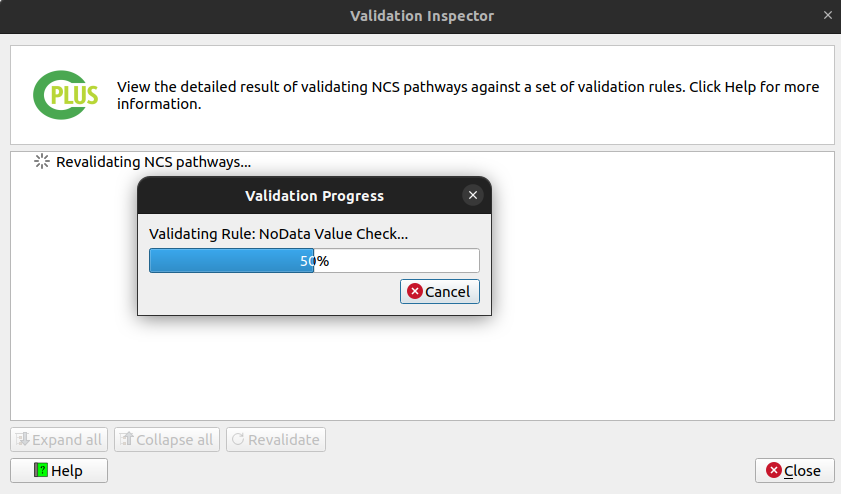 Validation Inspector
CPLUS
View the detailed result of validating NCS pathways against a set of validation rules. Click Help for more
information.
Revalidating NCS pathways...
Validation Progress
Validating Rule: NoData Value Check...
50%
Cancel
Expand all
Collapse all
Revalidate
Help
Close